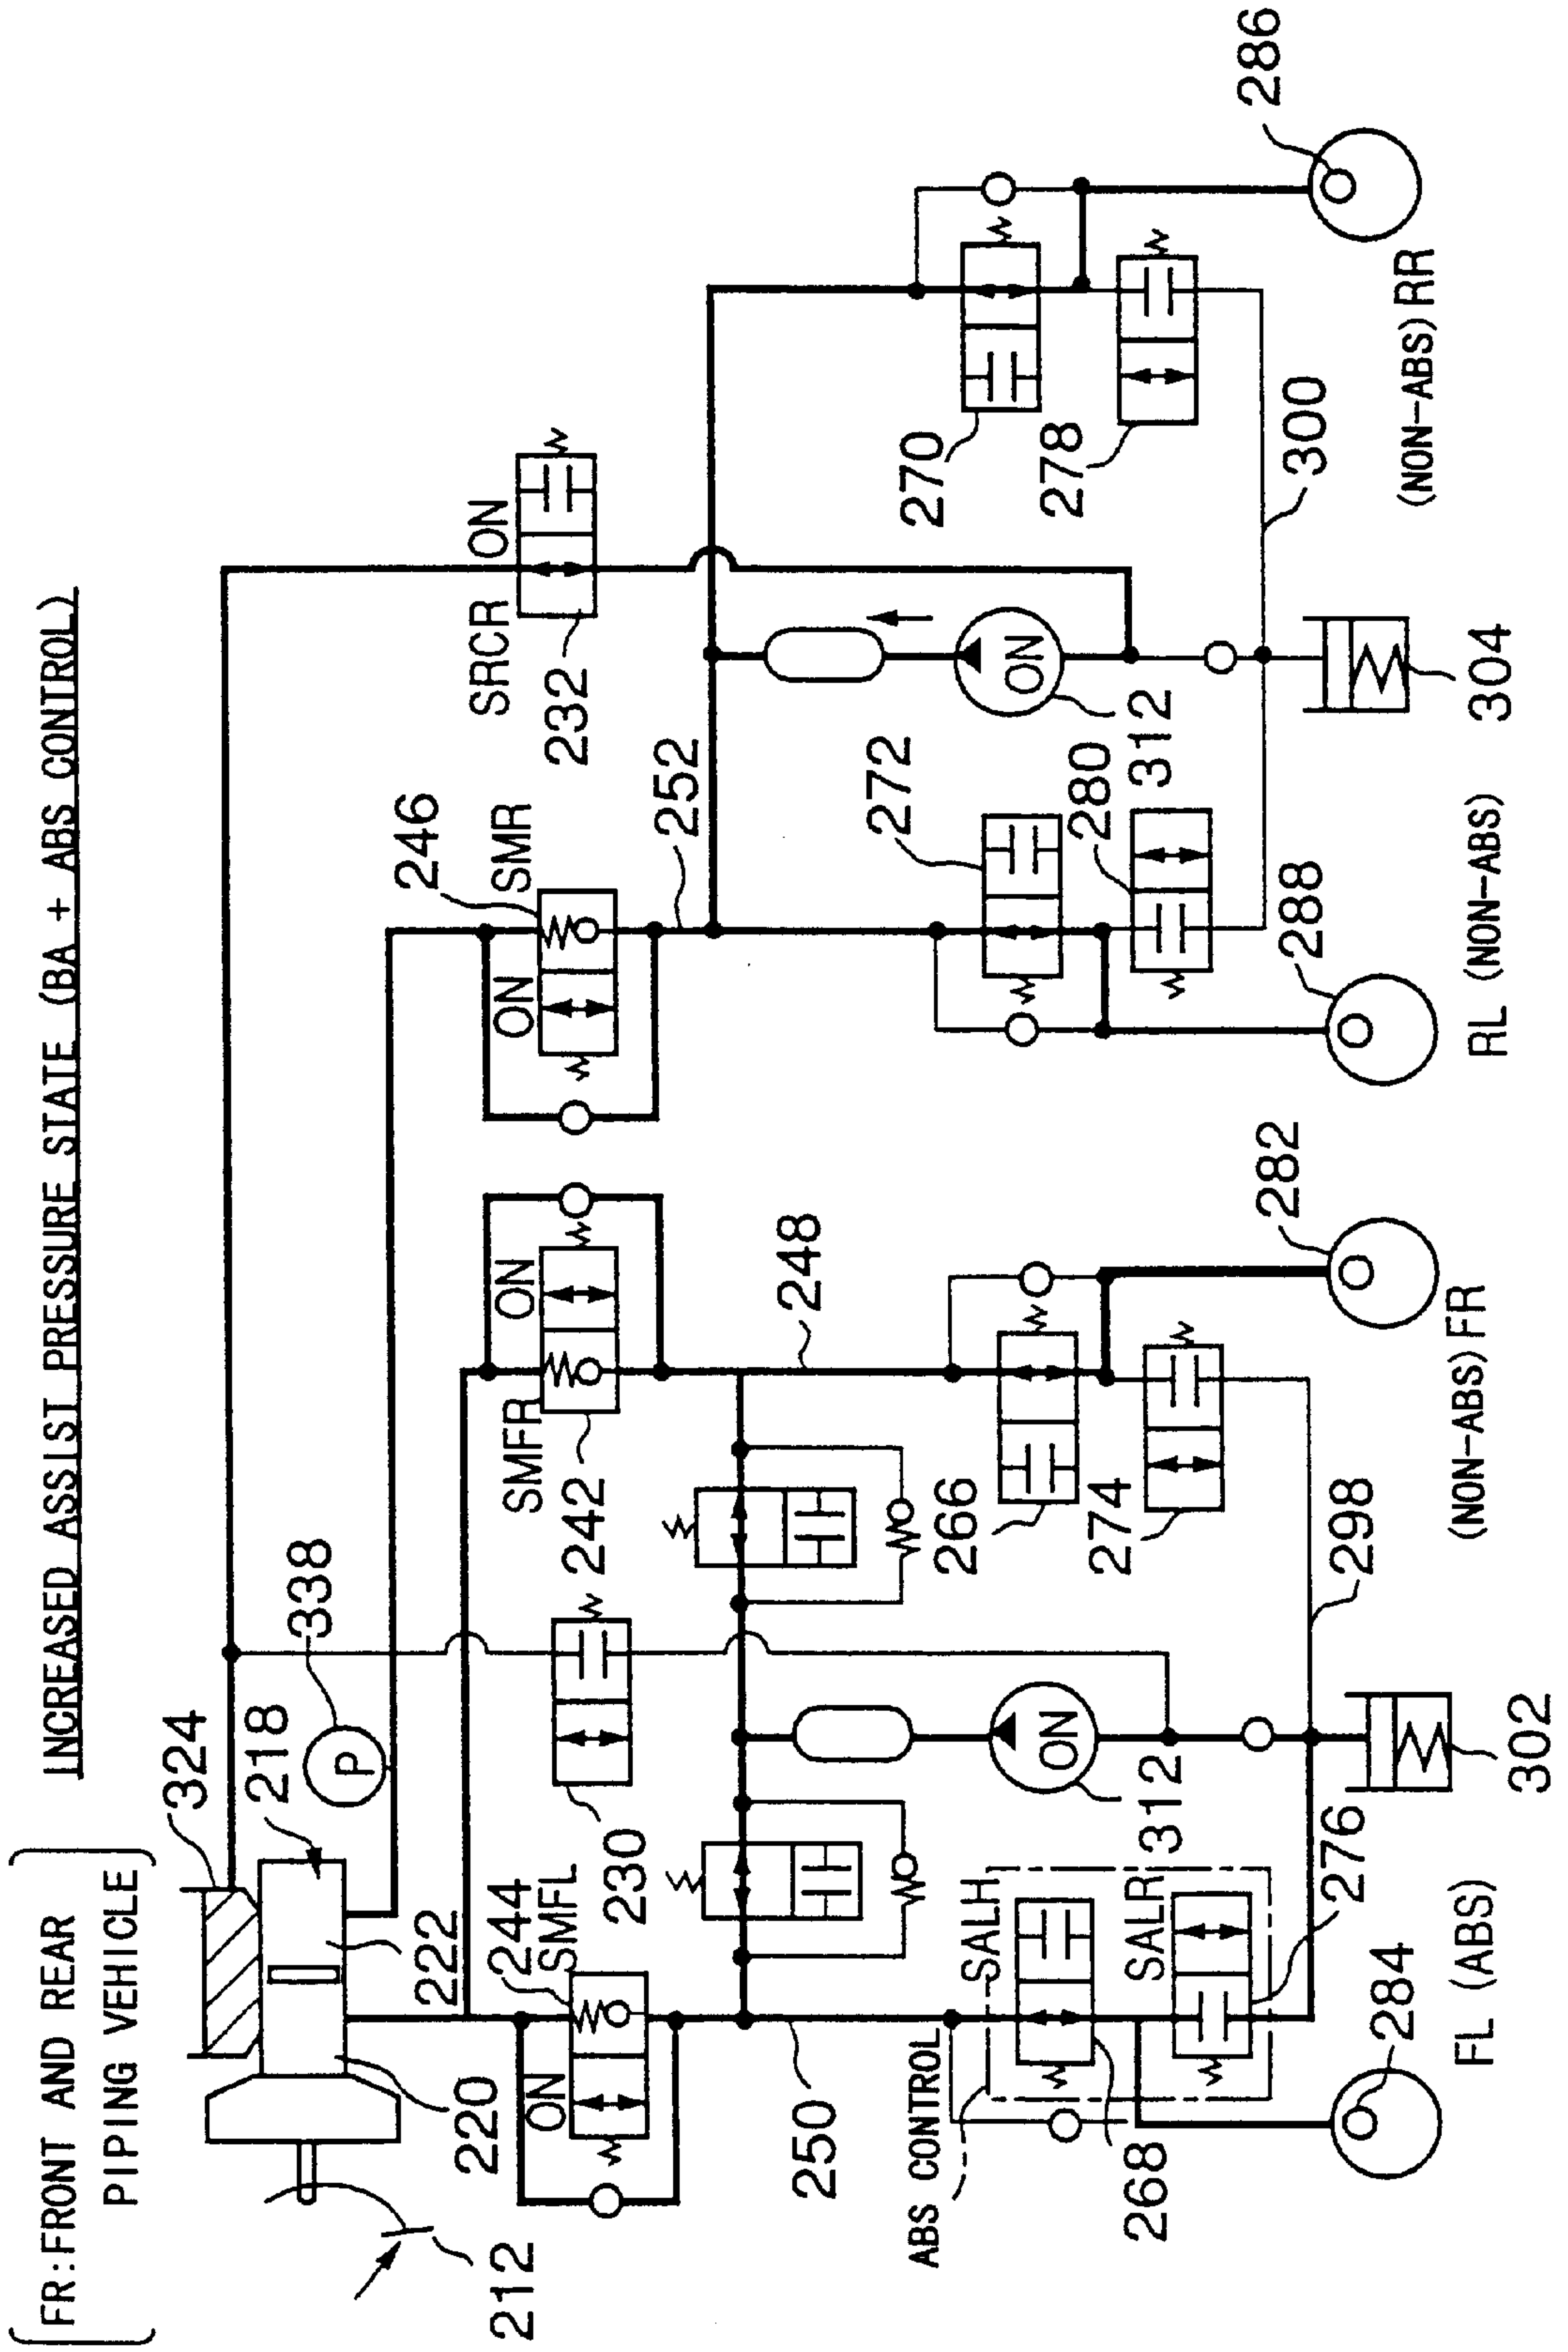 INCREASED ASSIST PRESSURE STATE (BA + ABS CONTROL)
FR:FRONT AND REAR
PIPING VEHICLE
324
218
338
P
222
220
212
244
SMFL
ON
230
SMFR
ON
242
246
SMR
ON
SRCR ON
232
250
248
252
ABS CONTROL
SALH
268
SALR
276
ON
312
266
274
272
280
ON
312
270
278
298
300
284
FL (ABS)
302
282
(NON-ABS) FR
288
RL (NON-ABS)
304
286
(NON-ABS) RR